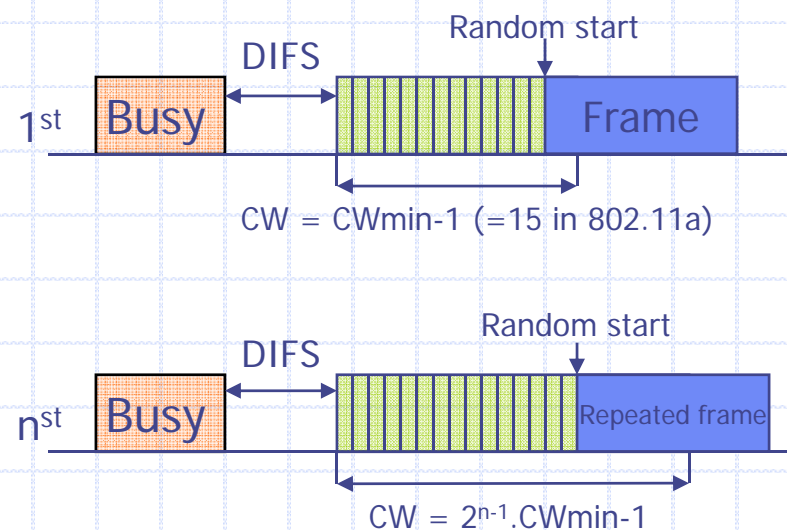 Random start
DIFS
1st
Busy
Frame
CW = CWmin-1 (=15 in 802.11a)
Random start
DIFS
nst
Busy
Repeated frame
CW = 2n-1.CWmin-1